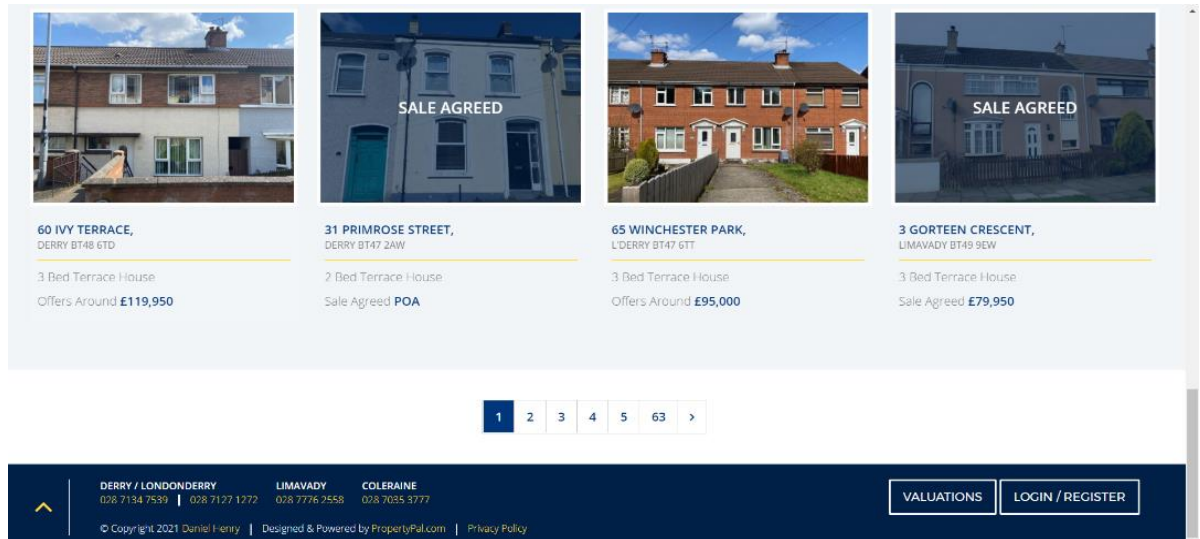 SALE AGREED
SALE AGREED
60 IVY TERRACE,
DERRY BT48 6TD
3 Bed Terrace House
Offers Around £119,950
31 PRIMROSE STREET,
DERRY BT47 2AW
2 Bed Terrace House
Sale Agreed POA
65 WINCHESTER PARK,
L'DERRY BT47 6TT
3 Bed Terrace House
Offers Around £95,000
3 GORTEEN CRESCENT,
LIMAVADY BT49 9EW
3 Bed Terrace House
Sale Agreed £79,950
1 2 3 4 5 63 >
DERRY / LONDONDERRY
028 7134 7539 | 028 7127 1272
LIMAVADY
028 7776 2558
COLERAINE
028 7035 3777
© Copyright 2021 Daniel Henry | Designed & Powered by PropertyPal.com | Privacy Policy
VALUATIONS
LOGIN / REGISTER